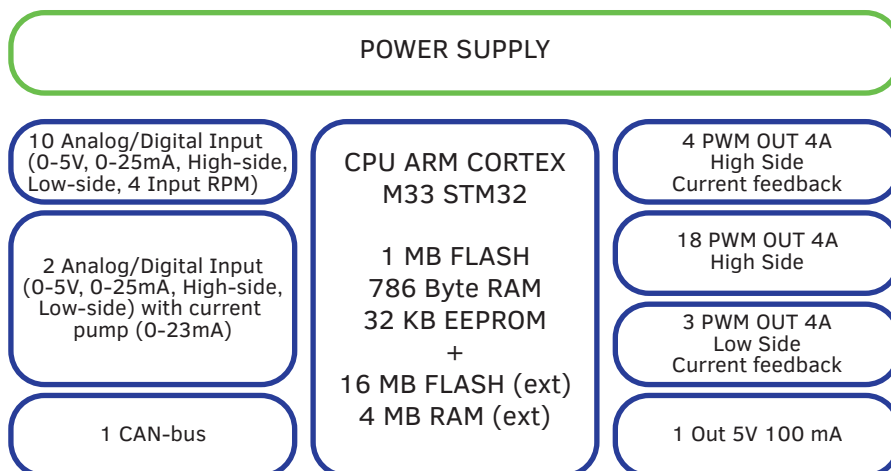 POWER SUPPLY
10 Analog/Digital Input
(0-5V, 0-25mA, High-side,
Low-side, 4 Input RPM)
2 Analog/Digital Input
(0-5V, 0-25mA, High-side,
Low-side) with current
pump (0-23mA)
1 CAN-bus
CPU ARM CORTEX
M33 STM32
1 MB FLASH
786 Byte RAM
32 KB EEPROM
+
16 MB FLASH (ext)
4 MB RAM (ext)
4 PWM OUT 4A
High Side
Current feedback
18 PWM OUT 4A
High Side
3 PWM OUT 4A
Low Side
Current feedback
1 Out 5V 100 mA